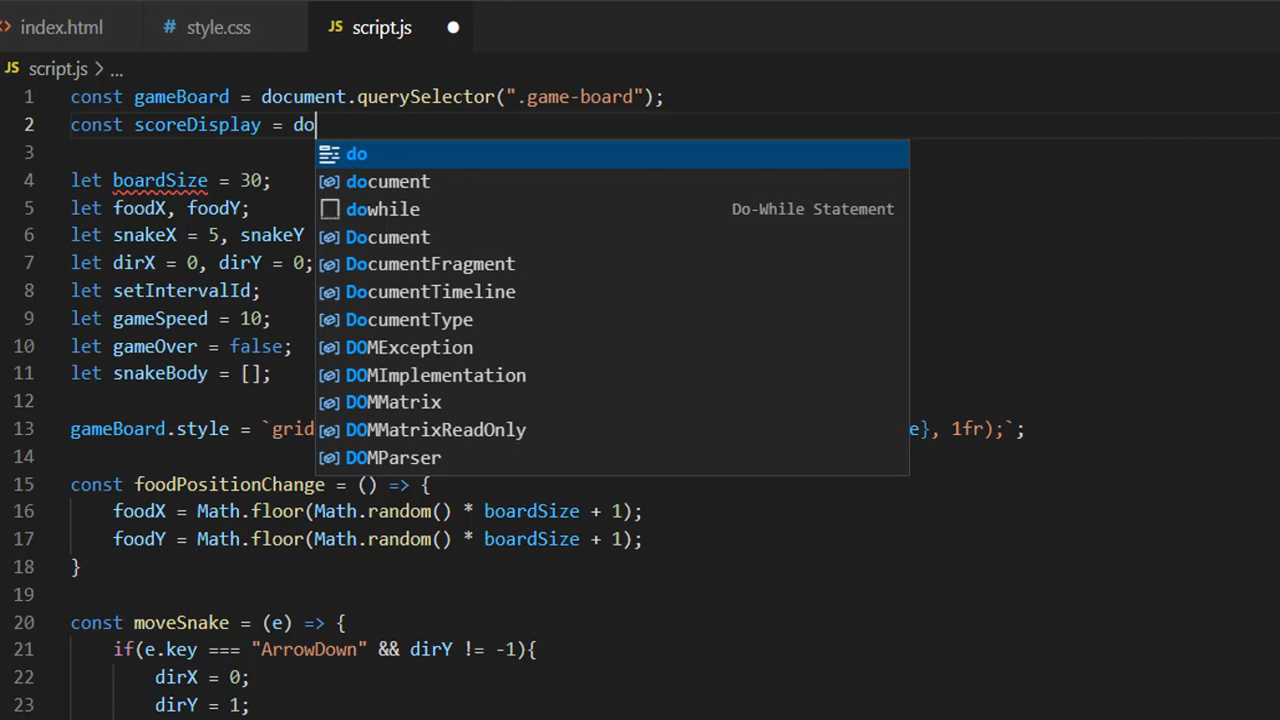 index.html
# style.css
JS script.js
JS script.js > ...
1 const gameBoard = document.querySelector(".game-board");
2 const scoreDisplay = do
3
do
document
dowhile Do-While Statement
Document
DocumentFragment
DocumentTimeline
DocumentType
DOMException
DOMImplementation
DOMMatrix
DOMMatrixReadOnly
DOMParser
4 let boardSize = 30;
5 let foodX, foodY;
6 let snakeX = 5, snakeY
7 let dirX = 0, dirY = 0;
8 let setIntervalId;
9 let gameSpeed = 10;
10 let gameOver = false;
11 let snakeBody = [];
12
13 gameBoard.style = `grid e}, 1fr);`;
14
15 const foodPositionChange = () => {
16 foodX = Math.floor(Math.random() * boardSize + 1);
17 foodY = Math.floor(Math.random() * boardSize + 1);
18 }
19
20 const moveSnake = (e) => {
21 if(e.key === "ArrowDown" && dirY != -1){
22 dirX = 0;
23 dirY = 1;